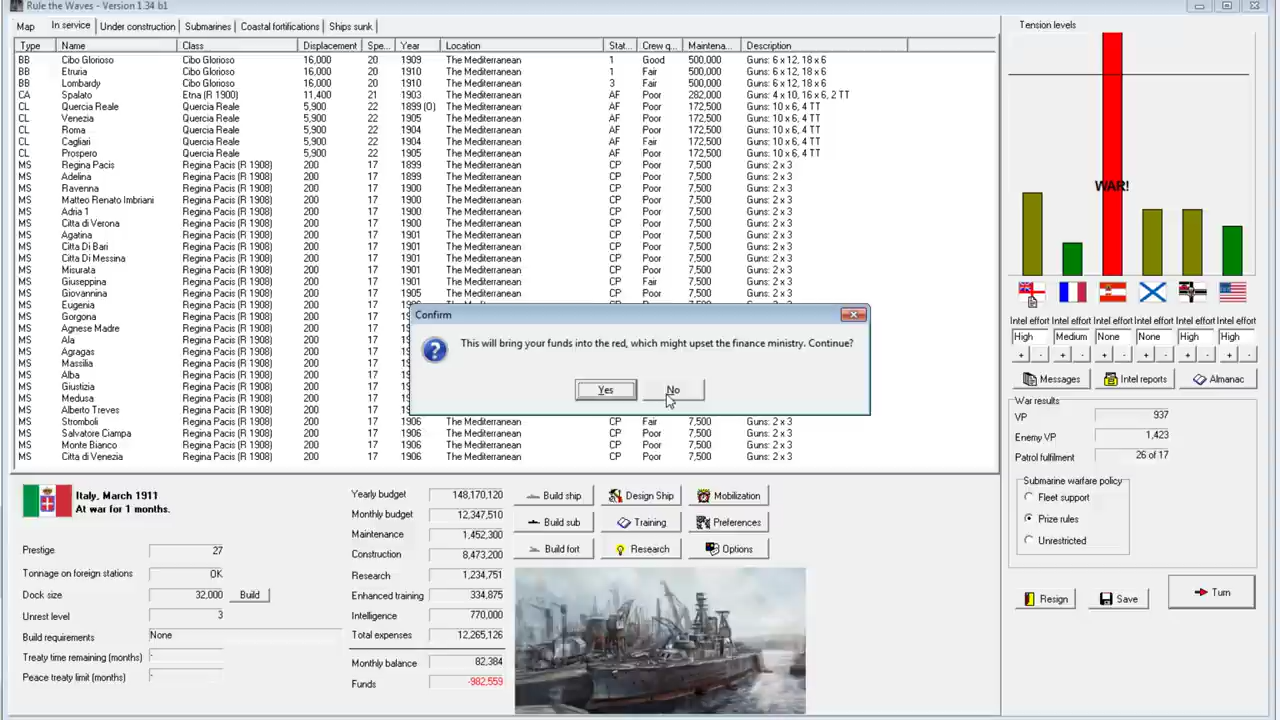 Rule the Waves - Version 1.34 b1
Map In service Under construction Submarines Coastal fortifications Ships sunk
Type Name Class Displacement Spe... Year Location Stat... Crew q... Maintena... Description
BB Cibo Glorioso Cibo Glorioso 16,000 20 1909 The Mediterranean 1 Good 500,000 Guns: 6 x 12, 18 x 6
BB Etruria Cibo Glorioso 16,000 20 1910 The Mediterranean 1 Fair 500,000 Guns: 6 x 12, 18 x 6
BB Lombardy Cibo Glorioso 16,000 20 1910 The Mediterranean 3 Fair 500,000 Guns: 6 x 12, 18 x 6
CA Spalato Etna (R 1900) 11,400 21 1903 The Mediterranean AF Poor 282,000 Guns: 4 x 10, 16 x 6, 2 TT
CL Quercia Reale Quercia Reale 5,900 22 1899 (O) The Mediterranean AF Poor 172,500 Guns: 10 x 6, 4 TT
CL Venezia Quercia Reale 5,900 22 1905 The Mediterranean AF Poor 172,500 Guns: 10 x 6, 4 TT
CL Roma Quercia Reale 5,900 22 1904 The Mediterranean AF Poor 172,500 Guns: 10 x 6, 4 TT
CL Cagliari Quercia Reale 5,900 22 1904 The Mediterranean AF Fair 172,500 Guns: 10 x 6, 4 TT
CL Prospero Quercia Reale 5,900 22 1905 The Mediterranean AF Poor 172,500 Guns: 10 x 6, 4 TT
MS Regina Pacis Regina Pacis (R 1908) 200 17 1899 The Mediterranean CP Poor 7,500 Guns: 2 x 3
MS Adelina Regina Pacis (R 1908) 200 17 1899 The Mediterranean CP Poor 7,500 Guns: 2 x 3
MS Ravenna Regina Pacis (R 1908) 200 17 1900 The Mediterranean CP Poor 7,500 Guns: 2 x 3
MS Matteo Renato Imbriani Regina Pacis (R 1908) 200 17 1900 The Mediterranean CP Poor 7,500 Guns: 2 x 3
MS Adria 1 Regina Pacis (R 1908) 200 17 1900 The Mediterranean CP Poor 7,500 Guns: 2 x 3
MS Citta di Verona Regina Pacis (R 1908) 200 17 1900 The Mediterranean CP Poor 7,500 Guns: 2 x 3
MS Agatina Regina Pacis (R 1908) 200 17 1901 The Mediterranean CP Poor 7,500 Guns: 2 x 3
MS Citta Di Bari Regina Pacis (R 1908) 200 17 1901 The Mediterranean CP Poor 7,500 Guns: 2 x 3
MS Citta Di Messina Regina Pacis (R 1908) 200 17 1901 The Mediterranean CP Poor 7,500 Guns: 2 x 3
MS Misurata Regina Pacis (R 1908) 200 17 1901 The Mediterranean CP Poor 7,500 Guns: 2 x 3
MS Giuseppina Regina Pacis (R 1908) 200 17 1901 The Mediterranean CP Fair 7,500 Guns: 2 x 3
MS Giovannina Regina Pacis (R 1908) 200 17 1905 The Mediterranean CP Poor 7,500 Guns: 2 x 3
MS Eugenia Regina Pacis (R 1908) 200 17
MS Gorgona Regina Pacis (R 1908) 200 17 19
MS Agnese Madre Regina Pacis (R 1908) 200 17 19
MS Ala Regina Pacis (R 1908) 200 17 19
MS Agragas Regina Pacis (R 1908) 200 17 19
MS Massilia Regina Pacis (R 1908) 200 17 19
MS Alba Regina Pacis (R 1908) 200 17 19
MS Giustizia Regina Pacis (R 1908) 200 17 19
MS Medusa Regina Pacis (R 1908) 200 17 19
MS Alberto Treves Regina Pacis (R 1908) 200 17 19
MS Stromboli Regina Pacis (R 1908) 200 17 1906 The Mediterranean CP Fair 7,500 Guns: 2 x 3
MS Salvatore Ciampa Regina Pacis (R 1908) 200 17 1906 The Mediterranean CP Poor 7,500 Guns: 2 x 3
MS Monte Bianco Regina Pacis (R 1908) 200 17 1906 The Mediterranean CP Poor 7,500 Guns: 2 x 3
MS Citta di Venezia Regina Pacis (R 1908) 200 17 1906 The Mediterranean CP Poor 7,500 Guns: 2 x 3
Confirm
This will bring your funds into the red, which might upset the finance ministry. Continue?
Yes No
Tension levels
WAR!
Intel effort Intel effort Intel effort Intel effort Intel effort Intel effort
High Medium None None High High
+ - + - + - + - + - + -
Messages Intel reports Almanac
War results
VP 937
Enemy VP 1,423
Patrol fulfilment 26 of 17
Submarine warfare policy
Fleet support
Prize rules
Unrestricted
Resign Save Turn
Italy, March 1911
At war for 1 months.
Prestige 27
Tonnage on foreign stations OK
Dock size 32,000 Build
Unrest level 3
Build requirements None
Treaty time remaining (months) -
Peace treaty limit (months) -
Yearly budget 148,170,120
Monthly budget 12,347,510
Maintenance 1,452,300
Construction 8,473,200
Research 1,234,751
Enhanced training 334,875
Intelligence 770,000
Total expenses 12,265,126
Monthly balance 82,384
Funds -982,559
Build ship Design Ship Mobilization
Build sub Training Preferences
Build fort Research Options